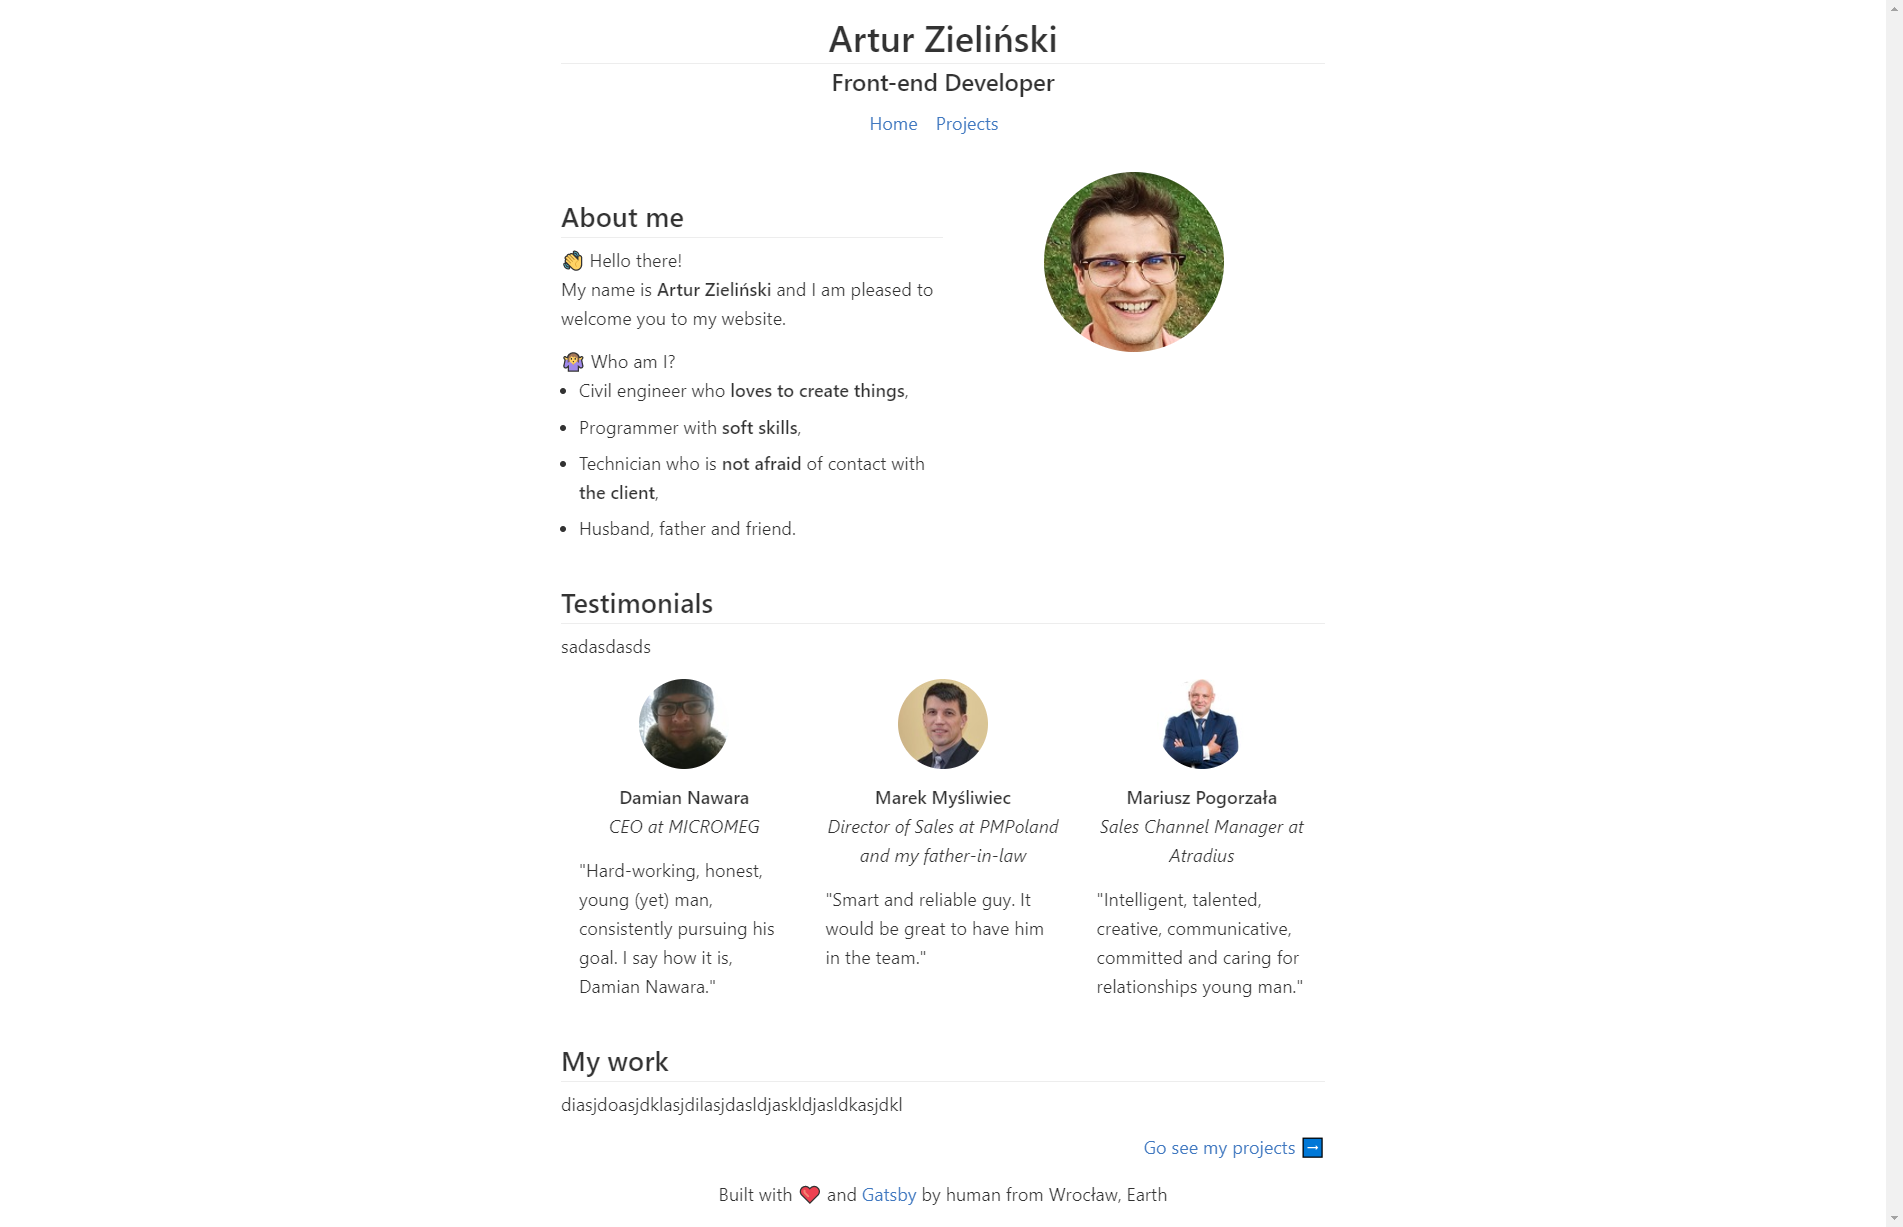 Artur Zieliński
Front-end Developer
Home Projects
About me
👋 Hello there!
My name is Artur Zieliński and I am pleased to
welcome you to my website.
🤷 Who am I?
• Civil engineer who loves to create things,
• Programmer with soft skills,
• Technician who is not afraid of contact with
the client,
• Husband, father and friend.
Testimonials
sadasdasds
Damian Nawara
CEO at MICROMEG
"Hard-working, honest,
young (yet) man,
consistently pursuing his
goal. I say how it is,
Damian Nawara."
Marek Myśliwiec
Director of Sales at PMPoland
and my father-in-law
"Smart and reliable guy. It
would be great to have him
in the team."
Mariusz Pogorzała
Sales Channel Manager at
Atradius
"Intelligent, talented,
creative, communicative,
committed and caring for
relationships young man."
My work
diasjdoasjdklasjdilasjdasldjaskldjasldkasjdkl
Go see my projects ➡
Built with ❤ and Gatsby by human from Wrocław, Earth